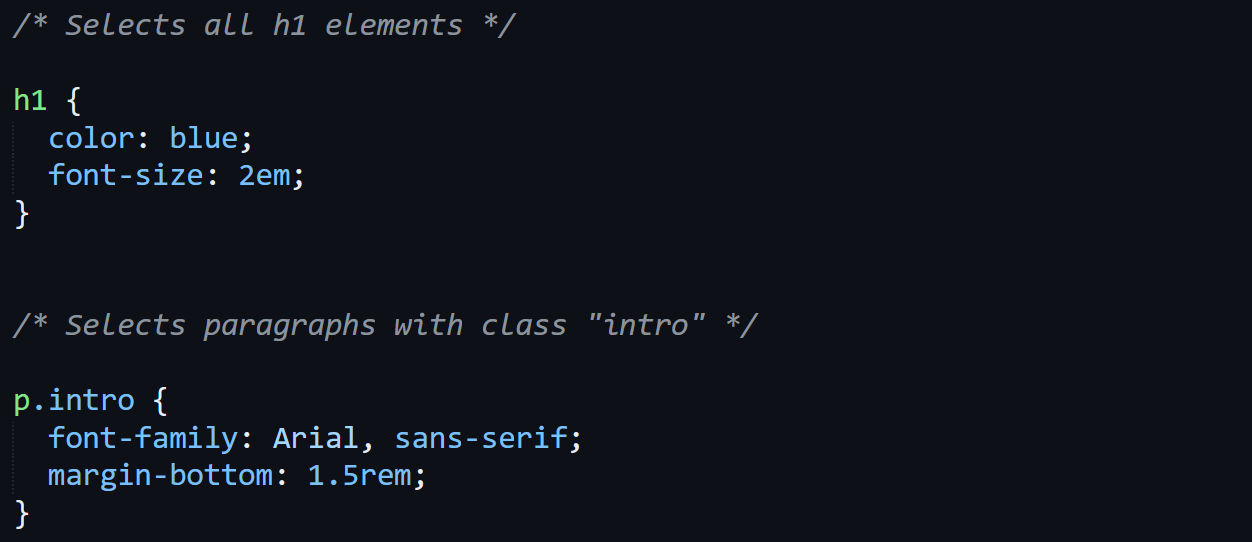 /* Selects all h1 elements */
h1 {
  color: blue;
  font-size: 2em;
}
/* Selects paragraphs with class "intro" */
p.intro {
  font-family: Arial, sans-serif;
  margin-bottom: 1.5rem;
}